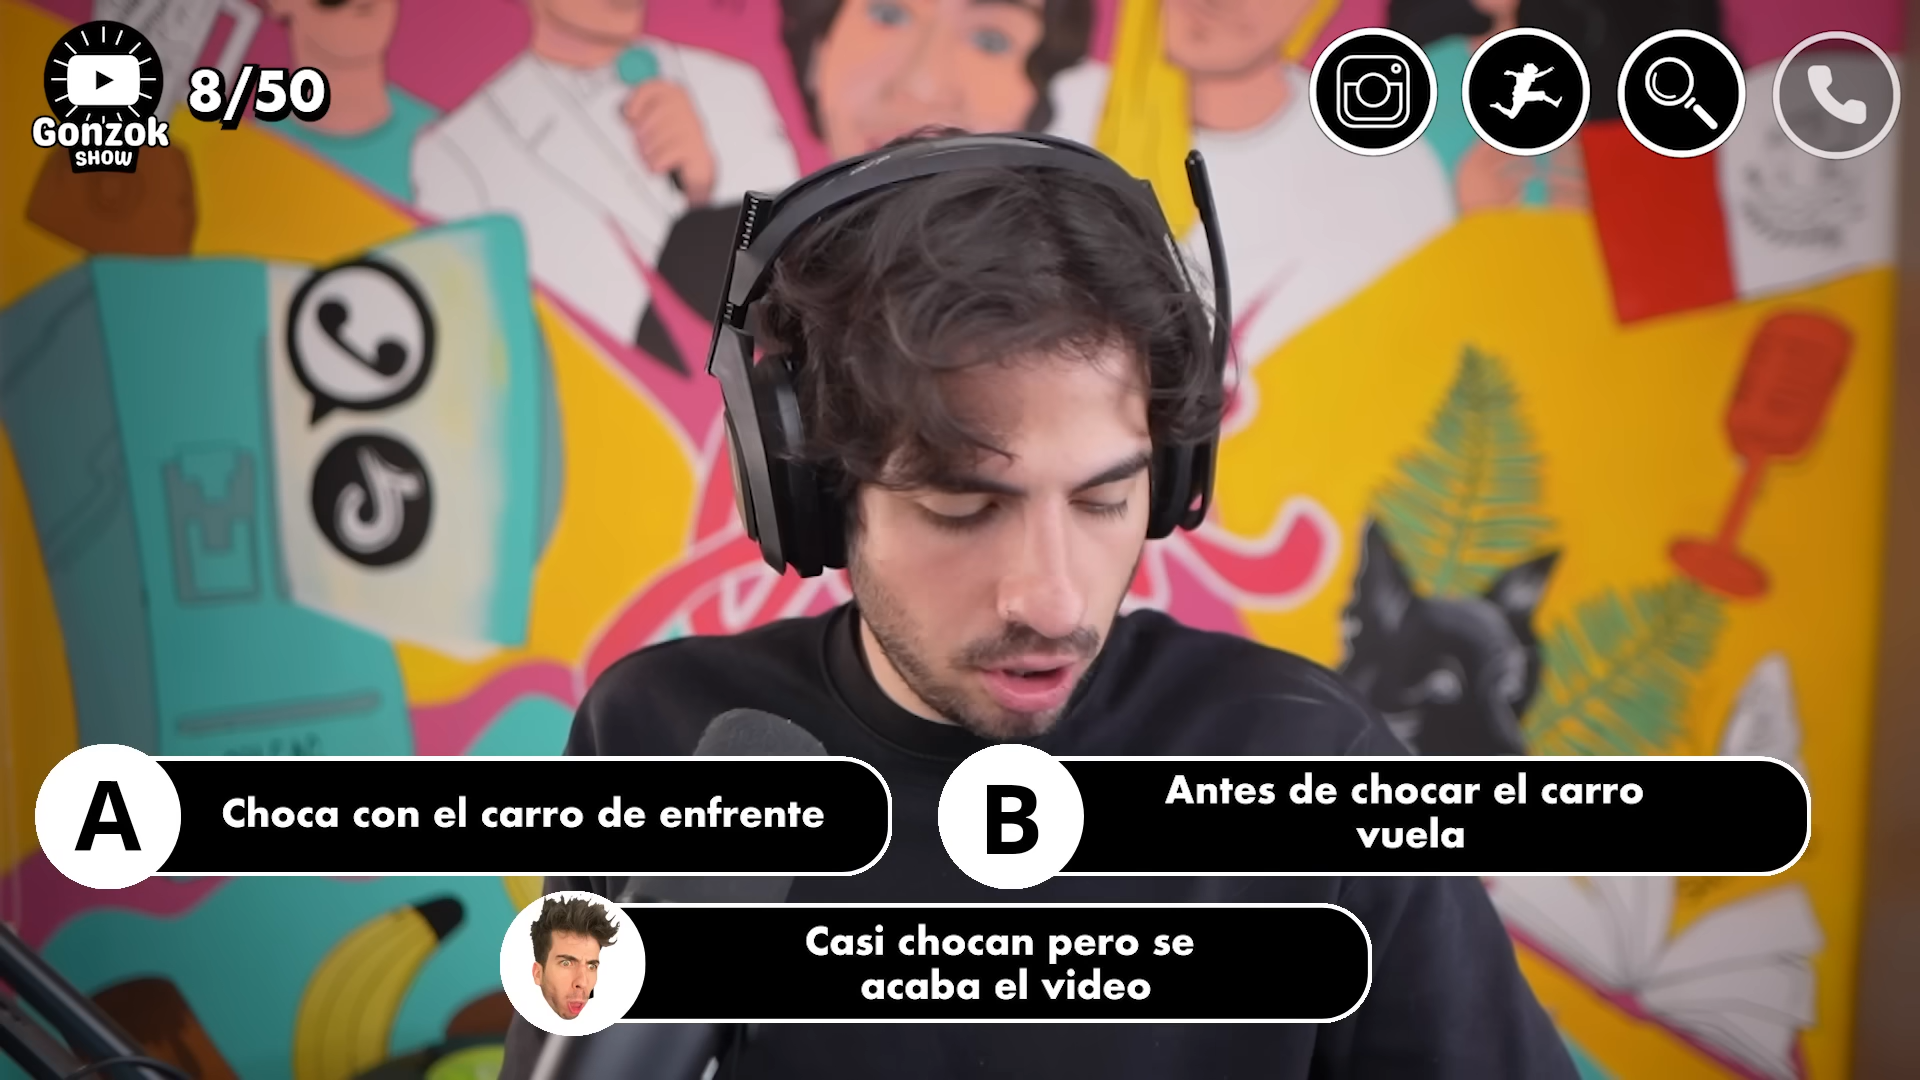 Gonzok
SHOW
8/50
A
Choca con el carro de enfrente
B
Antes de chocar el carro
vuela
Casi chocan pero se
acaba el video